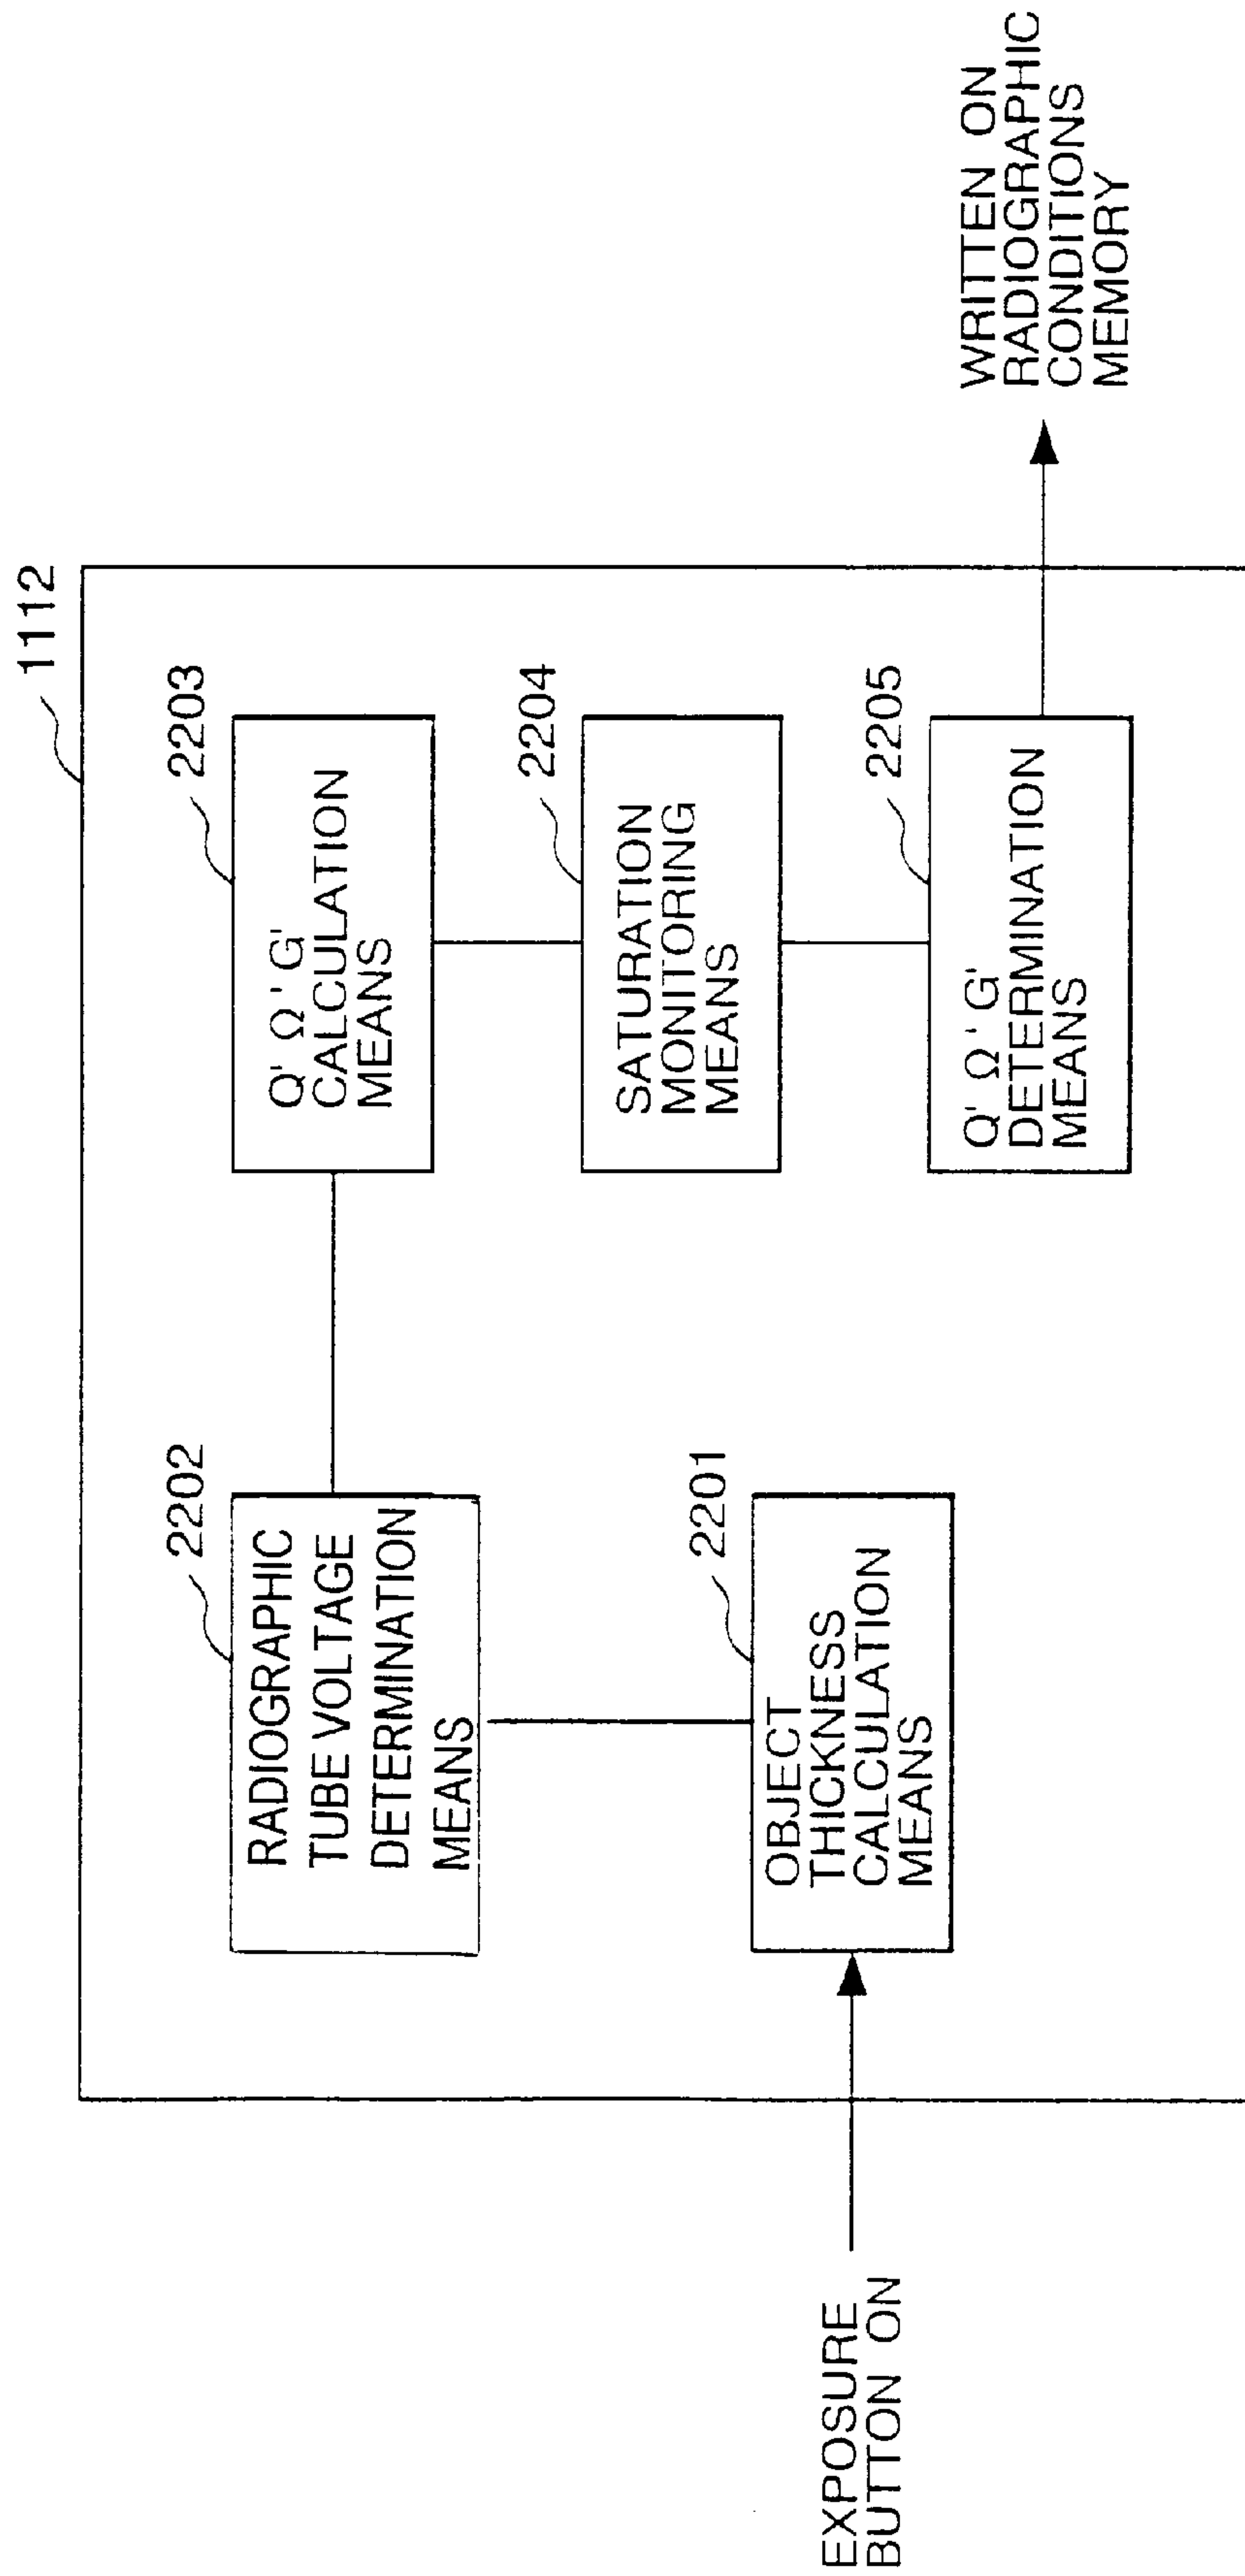 1112
2202
RADIOGRAPHIC
TUBE VOLTAGE
DETERMINATION
MEANS
2203
Q' Ω ' G'
CALCULATION
MEANS
2201
OBJECT
THICKNESS
CALCULATION
MEANS
2204
SATURATION
MONITORING
MEANS
EXPOSURE
BUTTON ON
2205
Q' Ω ' G'
DETERMINATION
MEANS
WRITTEN ON
RADIOGRAPHIC
CONDITIONS
MEMORY